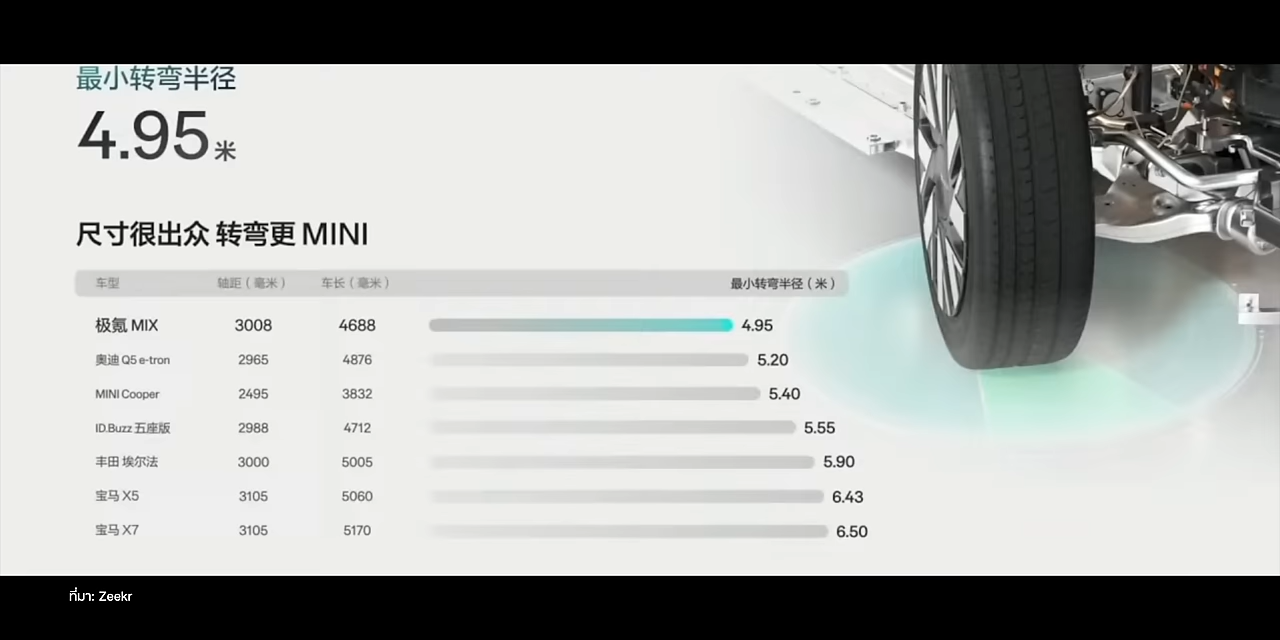 最小转弯半径
4.95米
尺寸很出众 转弯更 MINI
车型 轴距（毫米） 车长（毫米） 最小转弯半径（米）
极氪 MIX 3008 4688 4.95
奥迪 Q5 e-tron 2965 4876 5.20
MINI Cooper 2495 3832 5.40
ID.Buzz 五座版 2988 4712 5.55
丰田 埃尔法 3000 5005 5.90
宝马 X5 3105 5060 6.43
宝马 X7 3105 5170 6.50
ที่มา: Zeekr